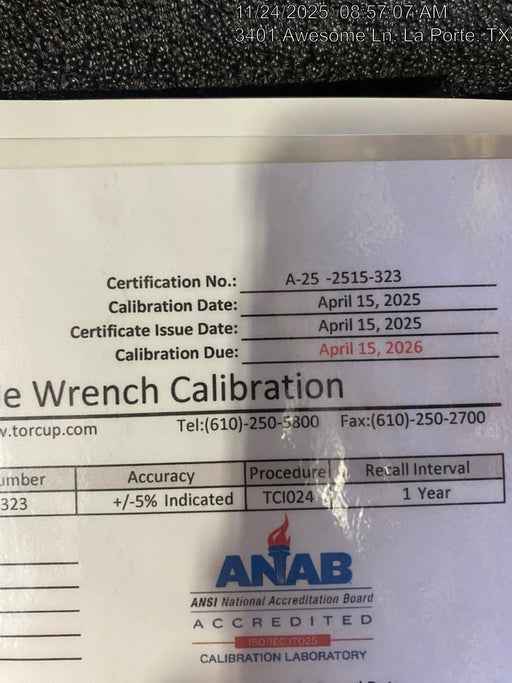 11/24/2025 08:57:07 AM
3401 Awesome Ln, La Porte, TX
Certification No.: A-25 -2515-323
Calibration Date: April 15, 2025
Certificate Issue Date: April 15, 2025
Calibration Due: April 15, 2026
e Wrench Calibration
w.torcup.com Tel:(610)-250-5800 Fax:(610)-250-2700
umber Accuracy Procedure Recall Interval
323 +/-5% Indicated TCI024 1 Year
ANAB
ANSI National Accreditation Board
ACCREDITED
ISO/IEC 17025
CALIBRATION LABORATORY